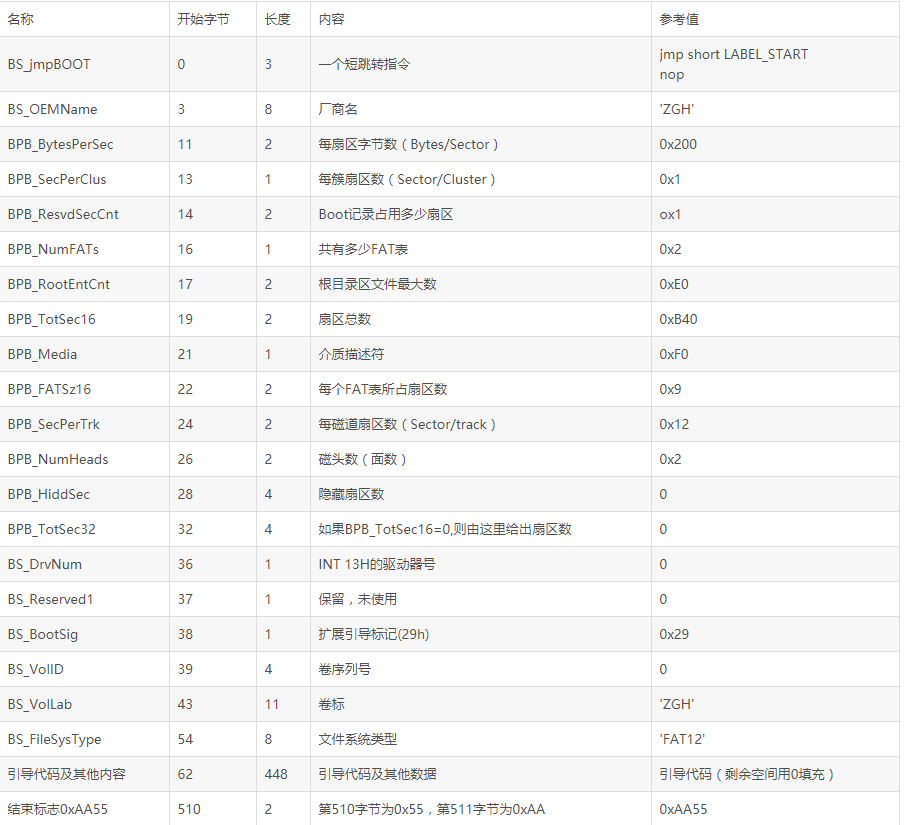 名称 开始字节 长度 内容 参考值
BS_jmpBOOT 0 3 一个短跳转指令 jmp short LABEL_START
nop
BS_OEMName 3 8 厂商名 'ZGH'
BPB_BytesPerSec 11 2 每扇区字节数（Bytes/Sector） 0x200
BPB_SecPerClus 13 1 每簇扇区数（Sector/Cluster） 0x1
BPB_ResvdSecCnt 14 2 Boot记录占用多少扇区 ox1
BPB_NumFATs 16 1 共有多少FAT表 0x2
BPB_RootEntCnt 17 2 根目录区文件最大数 0xE0
BPB_TotSec16 19 2 扇区总数 0xB40
BPB_Media 21 1 介质描述符 0xF0
BPB_FATSz16 22 2 每个FAT表所占扇区数 0x9
BPB_SecPerTrk 24 2 每磁道扇区数（Sector/track） 0x12
BPB_NumHeads 26 2 磁头数（面数） 0x2
BPB_HiddSec 28 4 隐藏扇区数 0
BPB_TotSec32 32 4 如果BPB_TotSec16=0,则由这里给出扇区数 0
BS_DrvNum 36 1 INT 13H的驱动器号 0
BS_Reserved1 37 1 保留，未使用 0
BS_BootSig 38 1 扩展引导标记(29h) 0x29
BS_VolID 39 4 卷序列号 0
BS_VolLab 43 11 卷标 'ZGH'
BS_FileSysType 54 8 文件系统类型 'FAT12'
引导代码及其他内容 62 448 引导代码及其他数据 引导代码（剩余空间用0填充）
结束标志0xAA55 510 2 第510字节为0x55，第511字节为0xAA 0xAA55